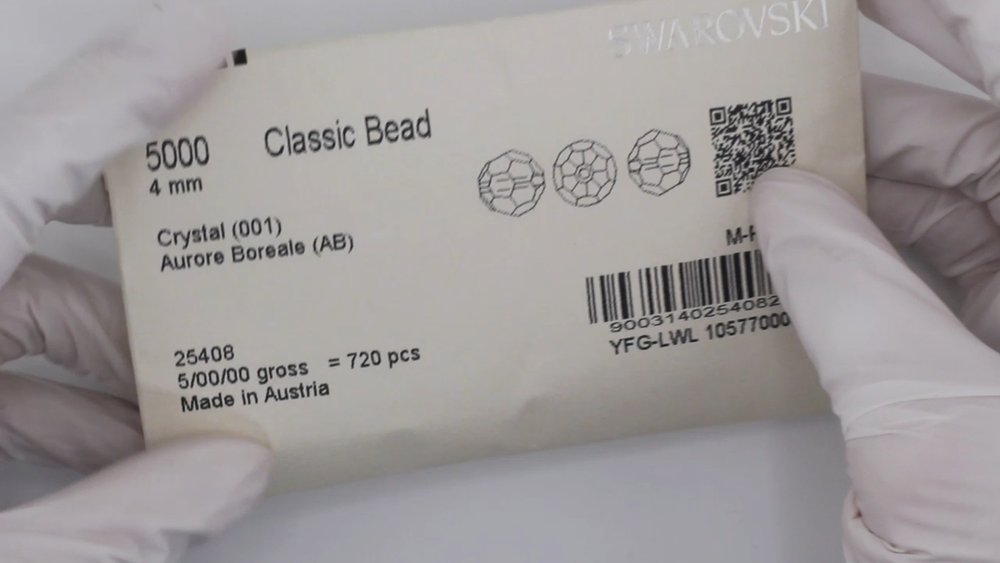 SWAROVSKI
5000 Classic Bead
4 mm
Crystal (001)
Aurore Boreale (AB)
25408
5/00/00 gross = 720 pcs
Made in Austria
9003140254082
YFG-LWL 10577000